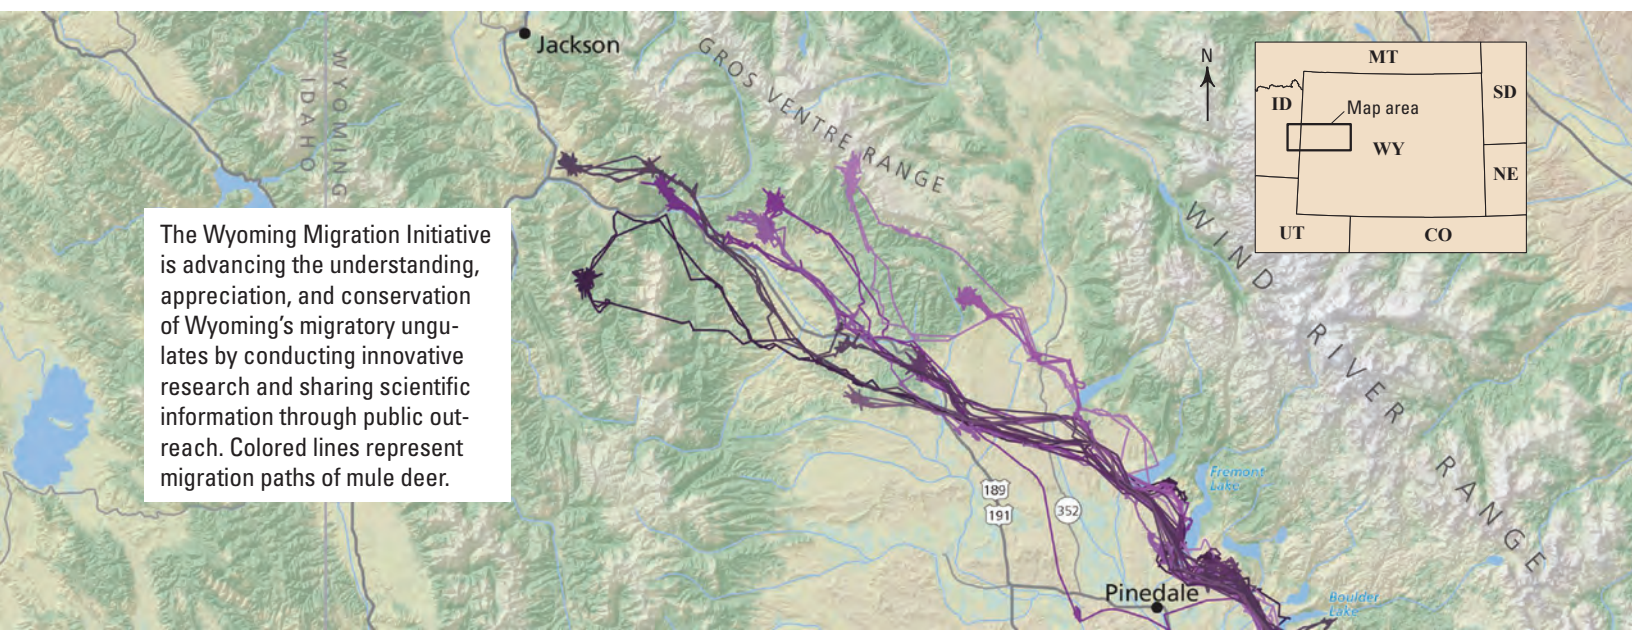 Jackson
GROS VENTRE RANGE
WYOMING
IDAHO
N
MT
ID
SD
Map area
WY
NE
UT
CO
WIND RIVER RANGE
The Wyoming Migration Initiative
is advancing the understanding,
appreciation, and conservation
of Wyoming’s migratory ungu-
lates by conducting innovative
research and sharing scientific
information through public out-
reach. Colored lines represent
migration paths of mule deer.
Fremont
Lake
189
191
352
Pinedale
Boulder
Lake